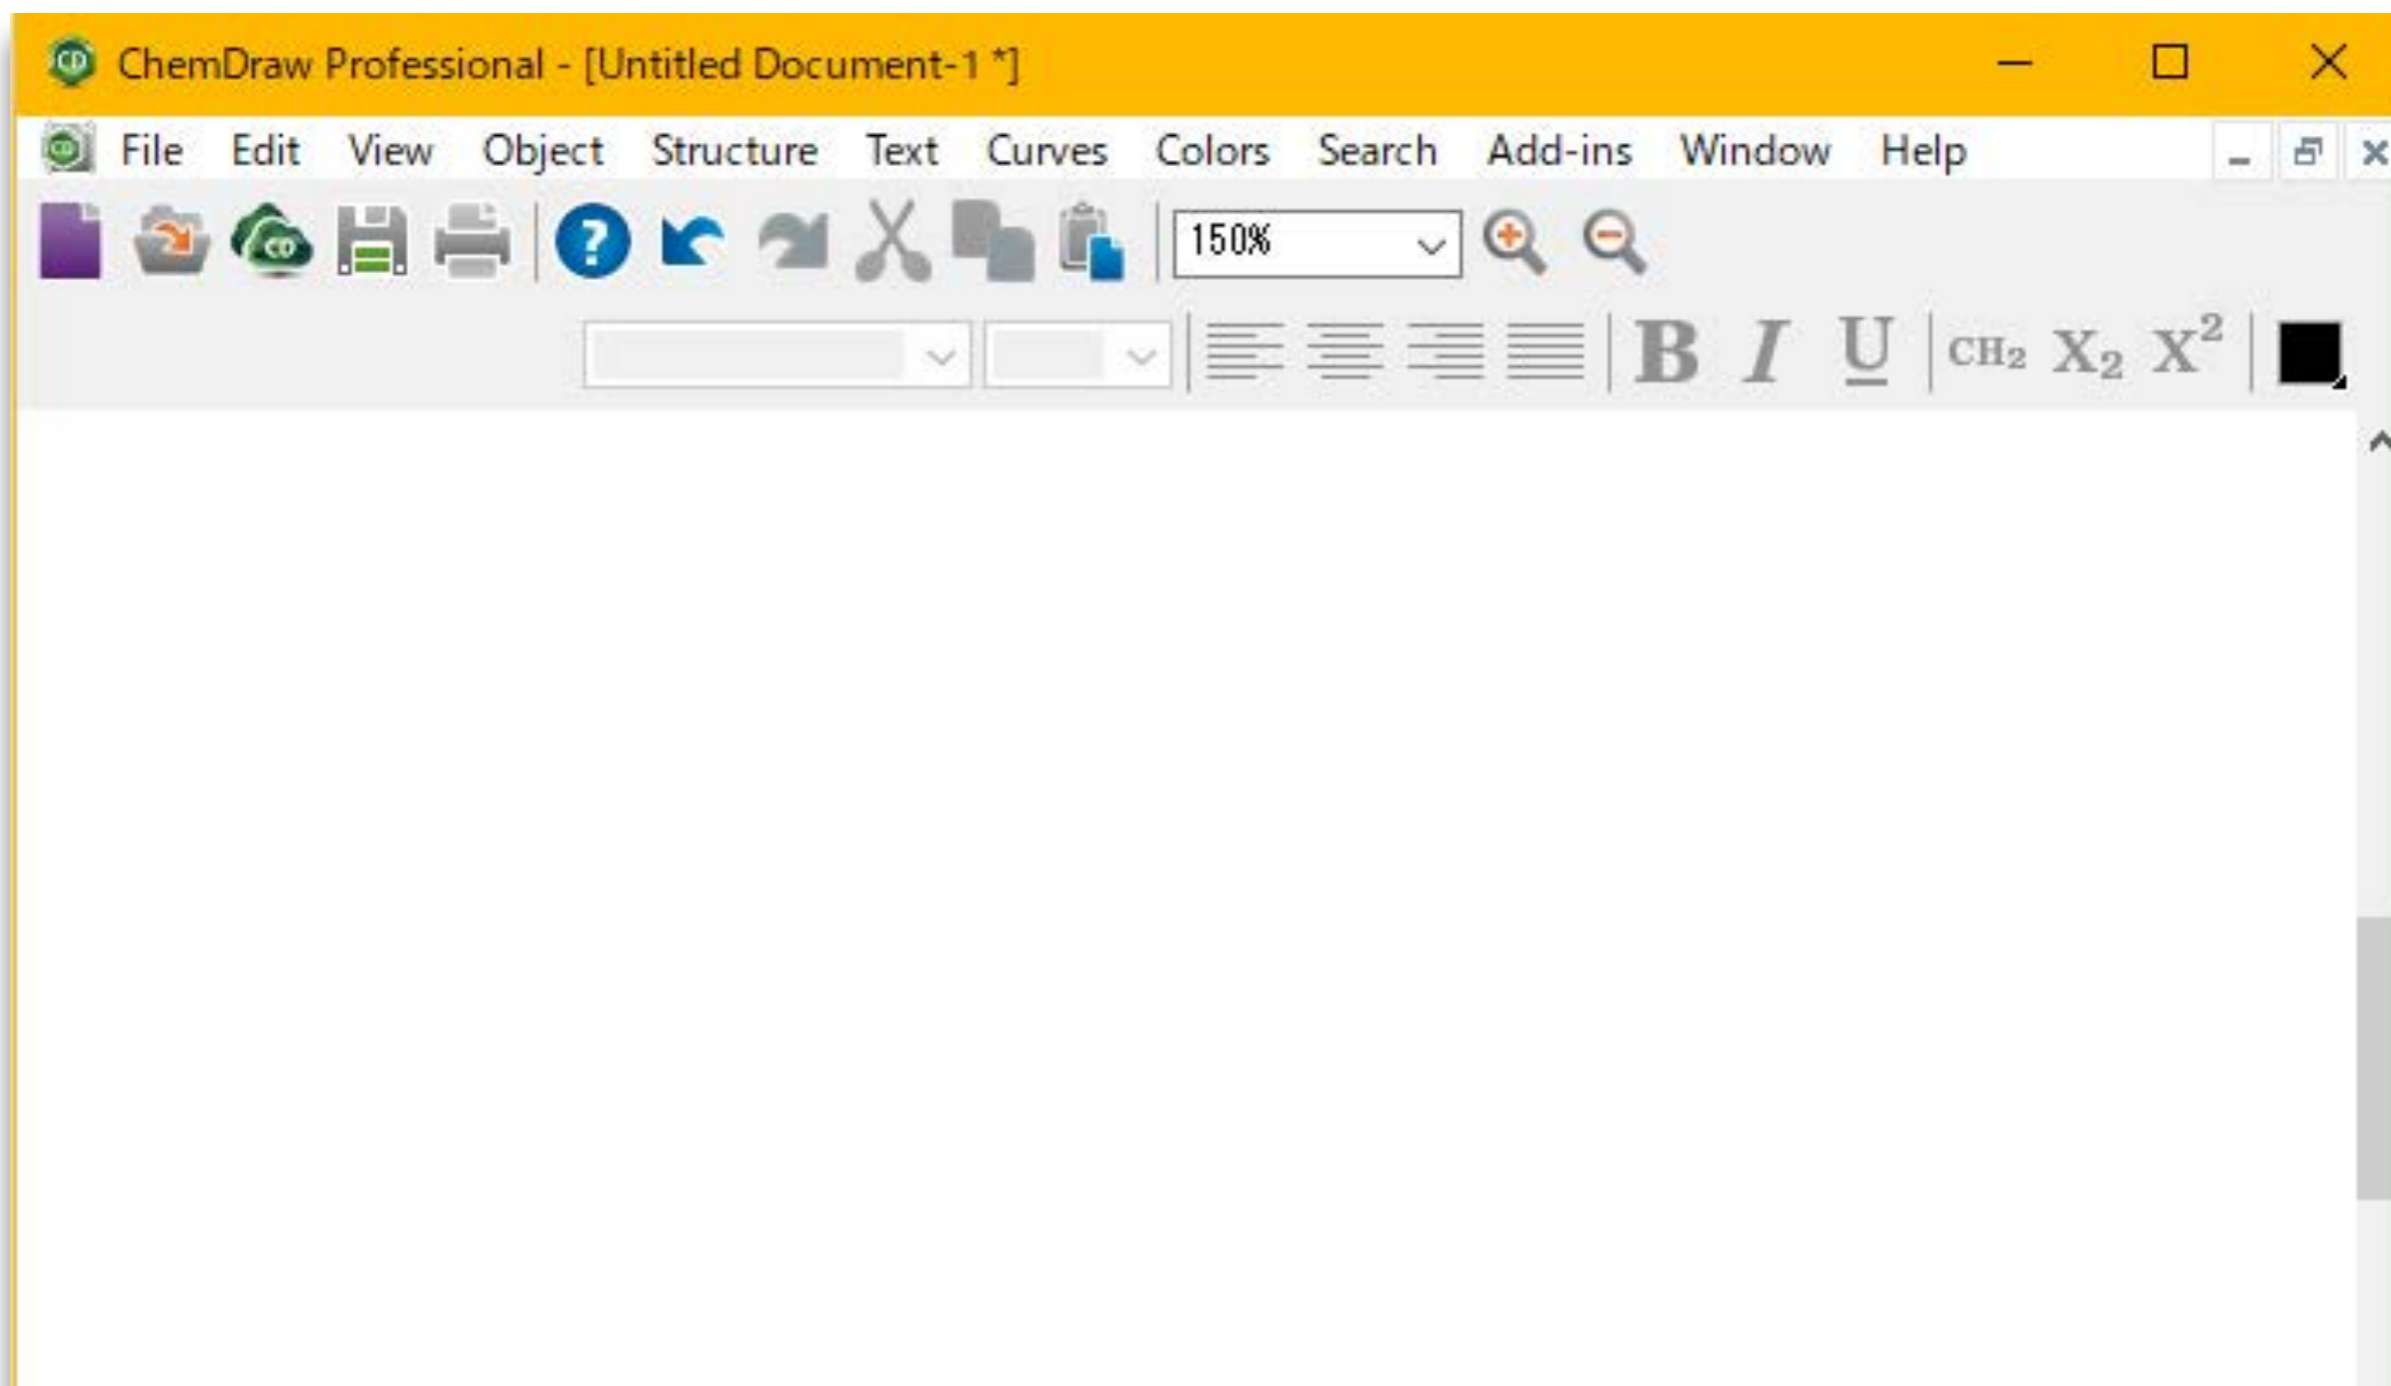 ChemDraw Professional - [Untitled Document-1 *]
File Edit View Object Structure Text Curves Colors Search Add-ins Window Help
CD ? 150%
B I U CH₂ X₂ X²